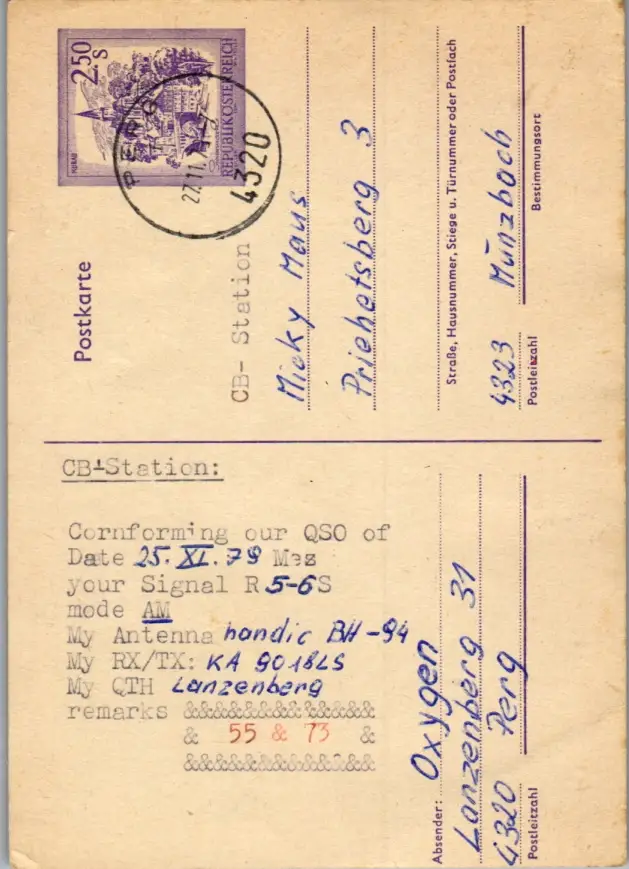 Postkarte
2.50
S
MURAU
REPUBLIK ÖSTERREICH
PERG
27.11.7
4320
CB- Station
Micky Maus
Priehetsberg 3
Straße, Hausnummer, Stiege u. Türnummer oder Postfach
4323 Münzbach
Postleitzahl
Bestimmungsort
CB-Station:
Cornforming our QSO of
Date 25. XI. 79 Mez
your Signal R 5-6 S
mode AM
My Antenna handic BH-94
My RX/TX: KA 9018LS
My QTH Lanzenberg
remarks &&&&&&&&&&&&&
& 55 & 73 &
&&&&&&&&&&&&&
Absender: Oxygen
Lanzenberg 31
4320 Perg
Postleitzahl